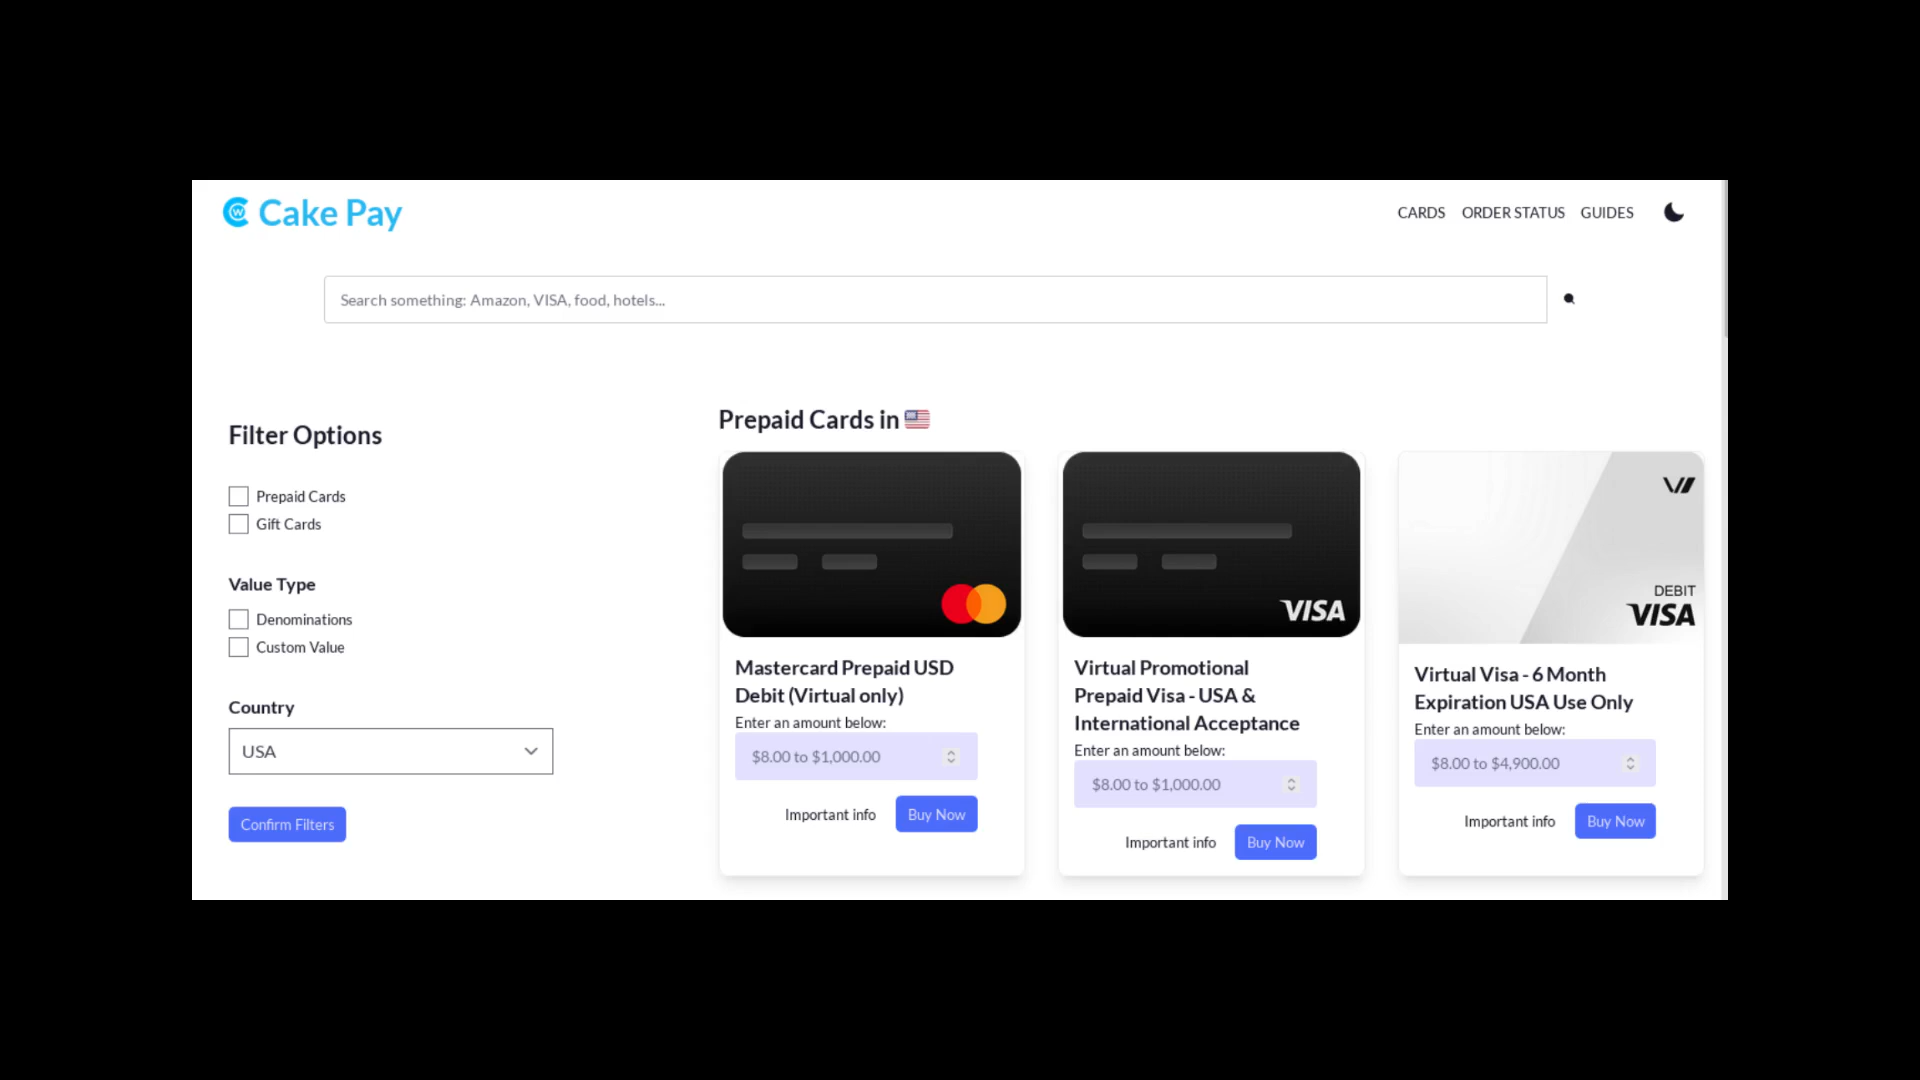 Cake Pay
CARDS ORDER STATUS GUIDES
Search something: Amazon, VISA, food, hotels...
Filter Options
Prepaid Cards
Gift Cards
Value Type
Denominations
Custom Value
Country
USA
Confirm Filters
Prepaid Cards in
Mastercard Prepaid USD
Debit (Virtual only)
Enter an amount below:
$8.00 to $1,000.00
Important info Buy Now
VISA
Virtual Promotional
Prepaid Visa - USA &
International Acceptance
Enter an amount below:
$8.00 to $1,000.00
Important info Buy Now
DEBIT
VISA
Virtual Visa - 6 Month
Expiration USA Use Only
Enter an amount below:
$8.00 to $4,900.00
Important info Buy Now